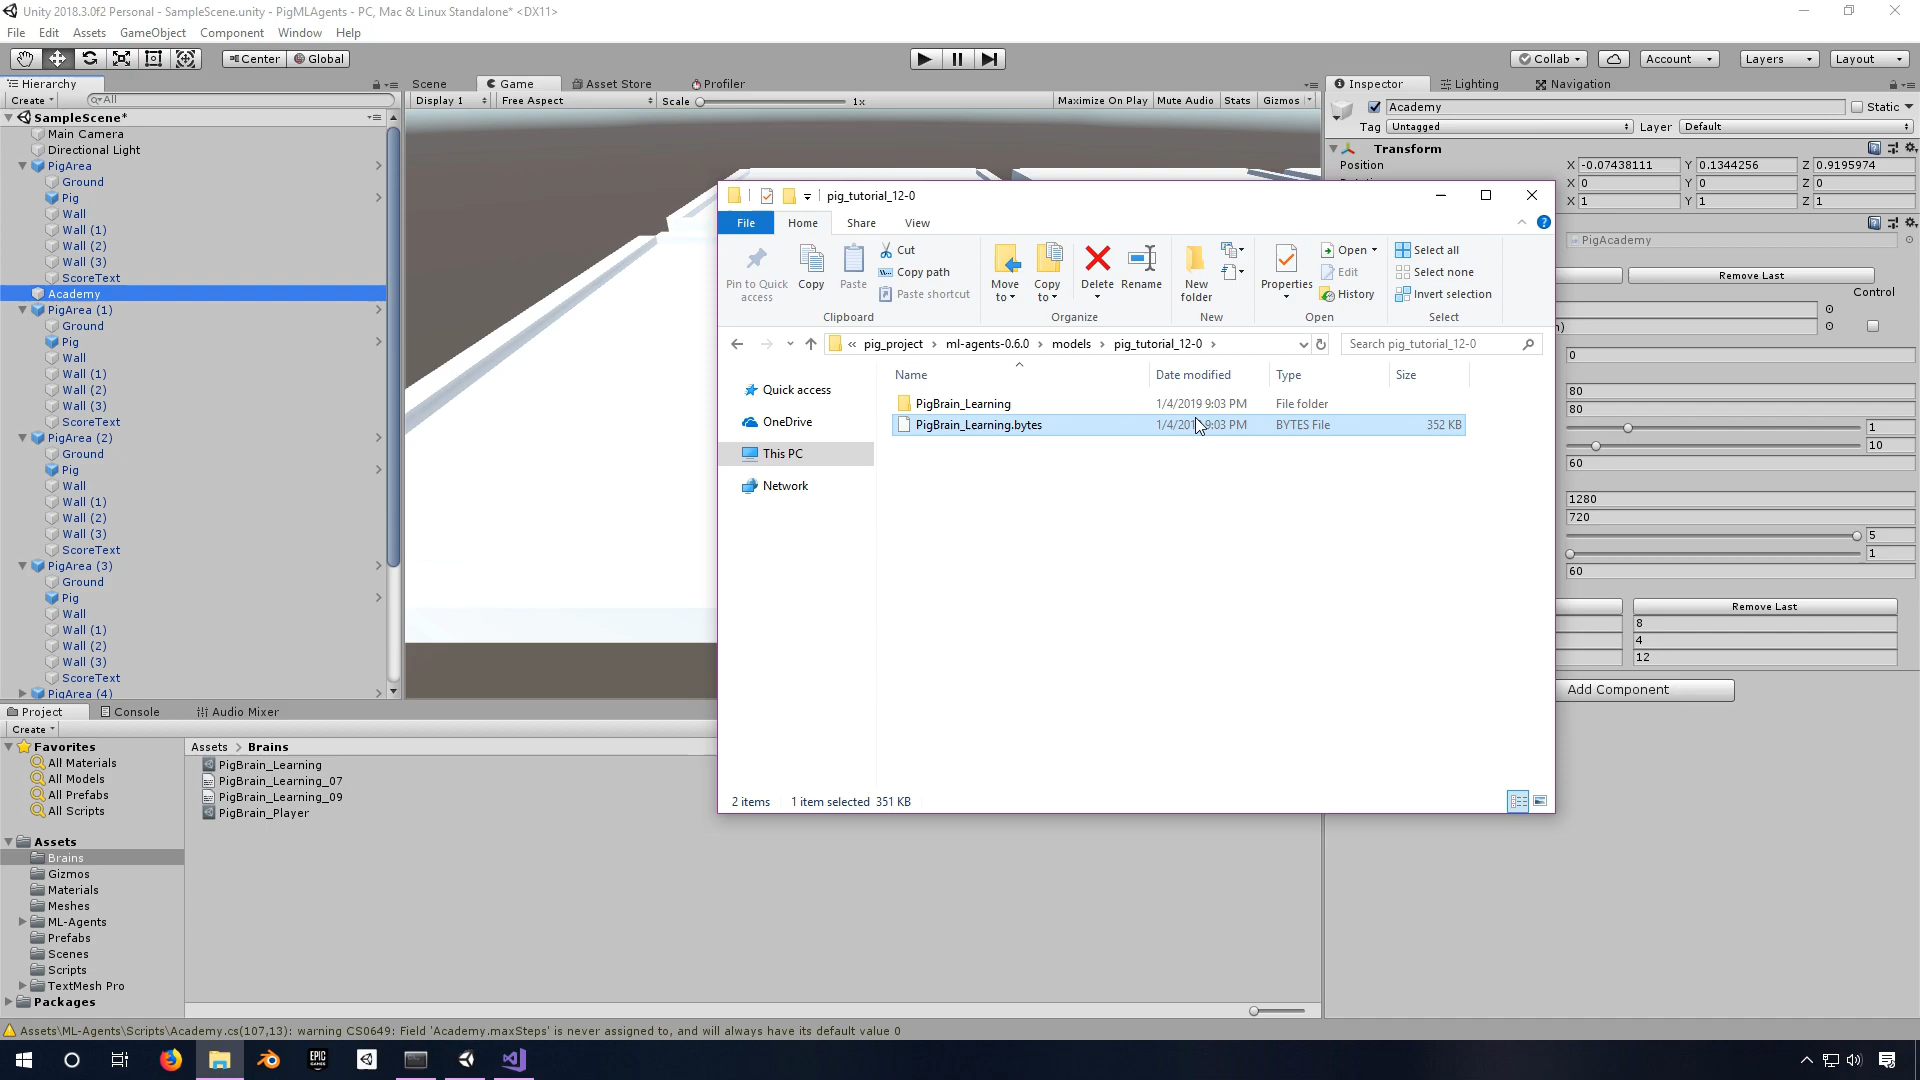 Unity 2018.3.0f2 Personal - SampleScene.unity - PigMLAgents - PC, Mac & Linux Standalone* <DX11>
File Edit Assets GameObject Component Window Help
Center Global Collab Account Layers Layout
Hierarchy Scene Game Asset Store Profiler Inspector Lighting Navigation
Create All Display 1 Free Aspect Scale 1x Maximize On Play Mute Audio Stats Gizmos Academy Static
SampleScene*
Main Camera
Directional Light
PigArea
Ground
Pig
Wall
Wall (1)
Wall (2)
Wall (3)
ScoreText
Academy
PigArea (1)
Ground
Pig
Wall
Wall (1)
Wall (2)
Wall (3)
ScoreText
PigArea (2)
Ground
Pig
Wall
Wall (1)
Wall (2)
Wall (3)
ScoreText
PigArea (3)
Ground
Pig
Wall
Wall (1)
Wall (2)
Wall (3)
ScoreText
PigArea (4)
Tag Untagged Layer Default
Transform
Position X -0.07438111 Y 0.1344256 Z 0.9195974
X 0 Y 0 Z 0
X 1 Y 1 Z 1
PigAcademy
Remove Last
Control
0
80
80
1
10
60
1280
720
5
1
60
Remove Last
8
4
12
Add Component
pig_tutorial_12-0
File Home Share View
Pin to Quick access
Copy
Paste
Cut
Copy path
Paste shortcut
Move to
Copy to
Delete
Rename
New folder
Properties
Open
Edit
History
Select all
Select none
Invert selection
Clipboard Organize New Open Select
« pig_project › ml-agents-0.6.0 › models › pig_tutorial_12-0 ›
Search pig_tutorial_12-0
Quick access
OneDrive
This PC
Network
Name Date modified Type Size
PigBrain_Learning 1/4/2019 9:03 PM File folder
PigBrain_Learning.bytes 9:03 PM BYTES File 352 KB
2 items 1 item selected 351 KB
Project Console Audio Mixer
Create
Favorites
All Materials
All Models
All Prefabs
All Scripts
Assets
Brains
Gizmos
Materials
Meshes
ML-Agents
Prefabs
Scenes
Scripts
TextMesh Pro
Packages
Assets > Brains
PigBrain_Learning
PigBrain_Learning_07
PigBrain_Learning_09
PigBrain_Player
Assets\ML-Agents\Scripts\Academy.cs(107,13): warning CS0649: Field 'Academy.maxSteps' is never assigned to, and will always have its default value 0
EPIC GAMES